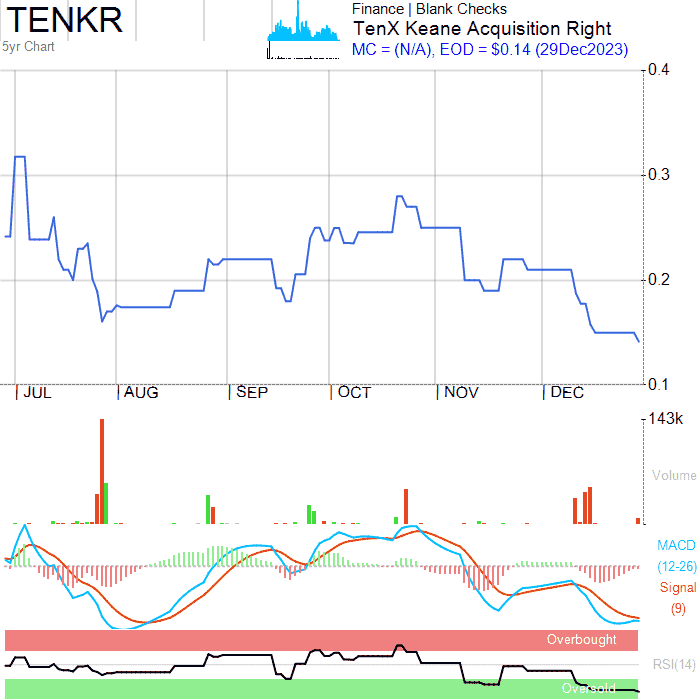 TENKR
5yr Chart
Finance | Blank Checks
TenX Keane Acquisition Right
MC = (N/A), EOD = $0.14 (29Dec2023)
0.4
0.3
0.2
0.1
JUL AUG SEP OCT NOV DEC
143k
Volume
MACD
(12-26)
Signal
(9)
Overbought
RSI(14)
Oversold